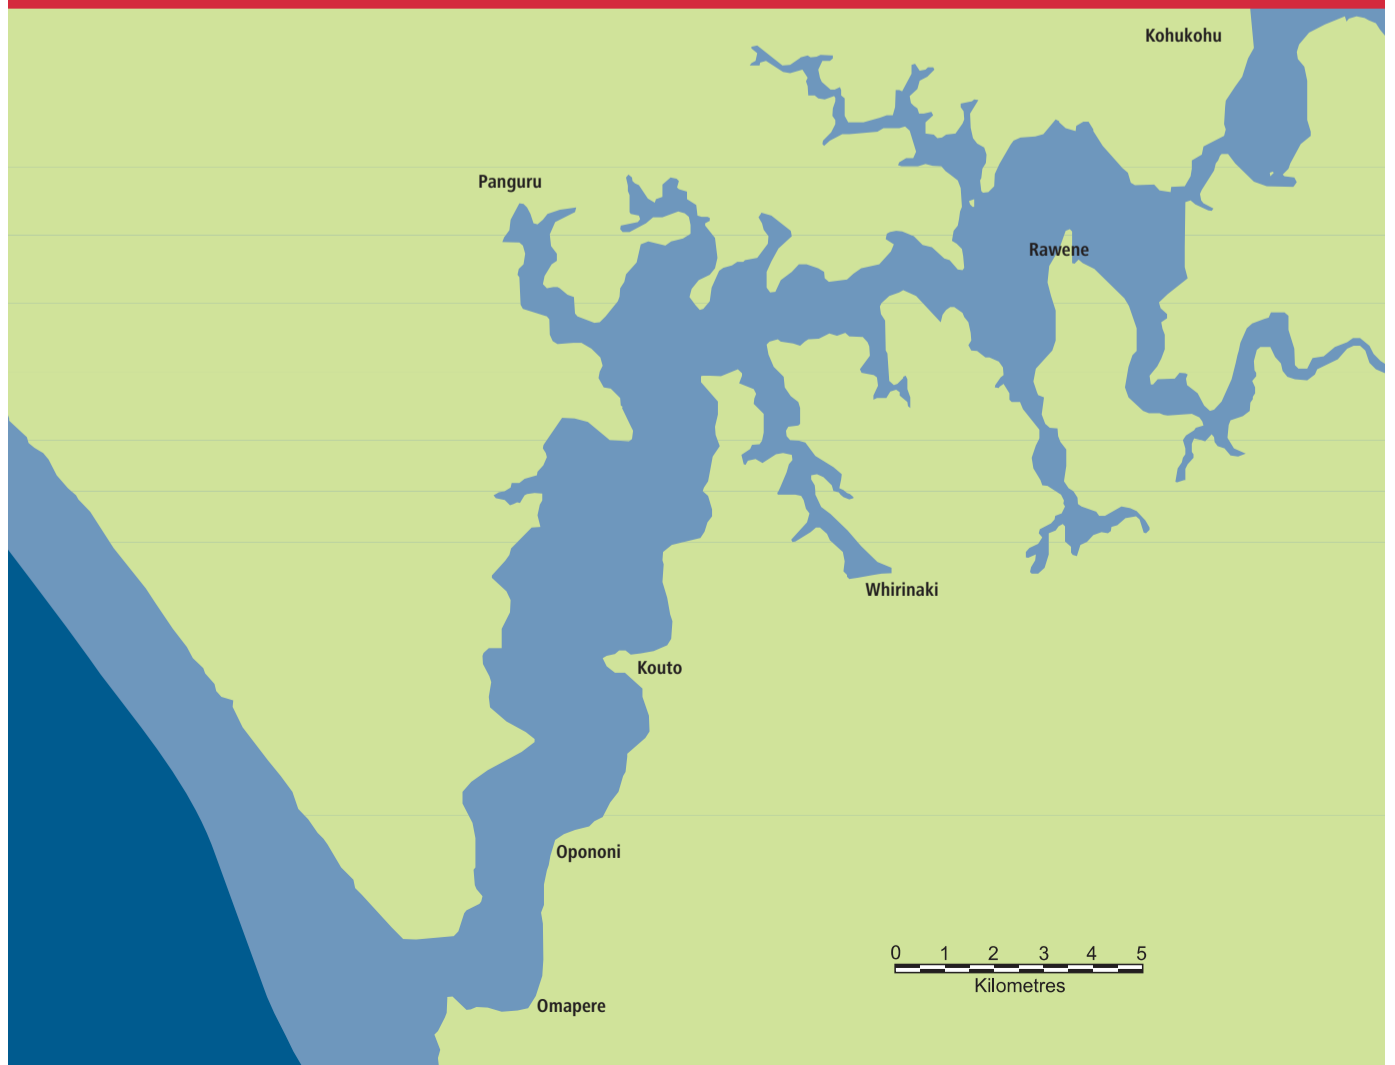 Kohukohu
Panguru
Rawene
Whirinaki
Kouto
Opononi
0 1 2 3 4 5
Kilometres
Omapere